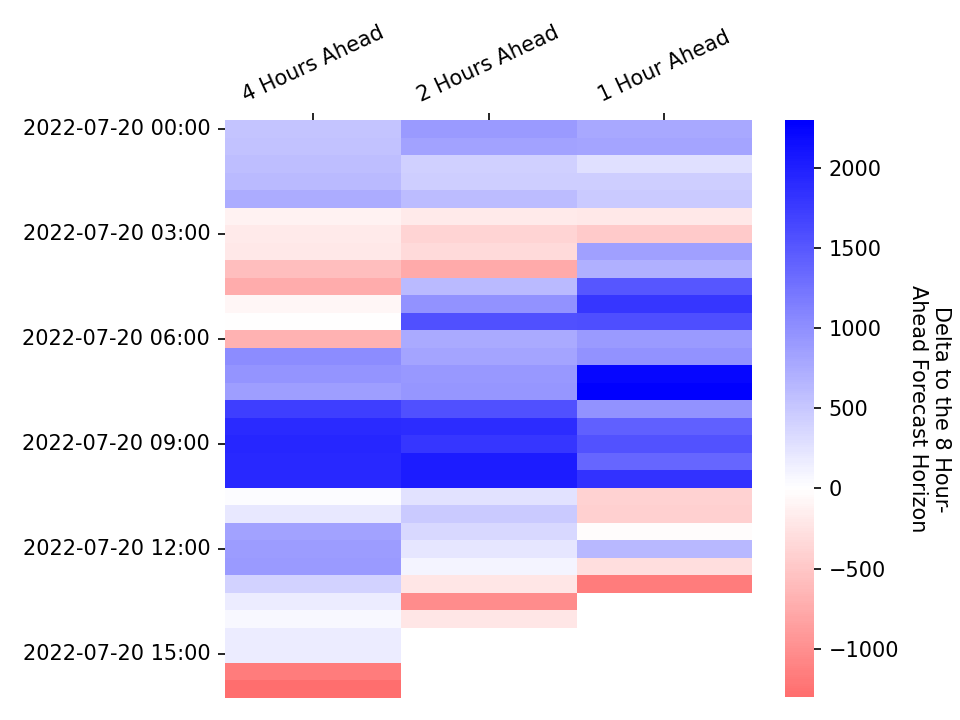 4 Hours Ahead
2 Hours Ahead
1 Hour Ahead
2022-07-20 00:00
2022-07-20 03:00
2022-07-20 06:00
2022-07-20 09:00
2022-07-20 12:00
2022-07-20 15:00
2000
1500
1000
500
0
−500
−1000
Delta to the 8 Hour-
Ahead Forecast Horizon